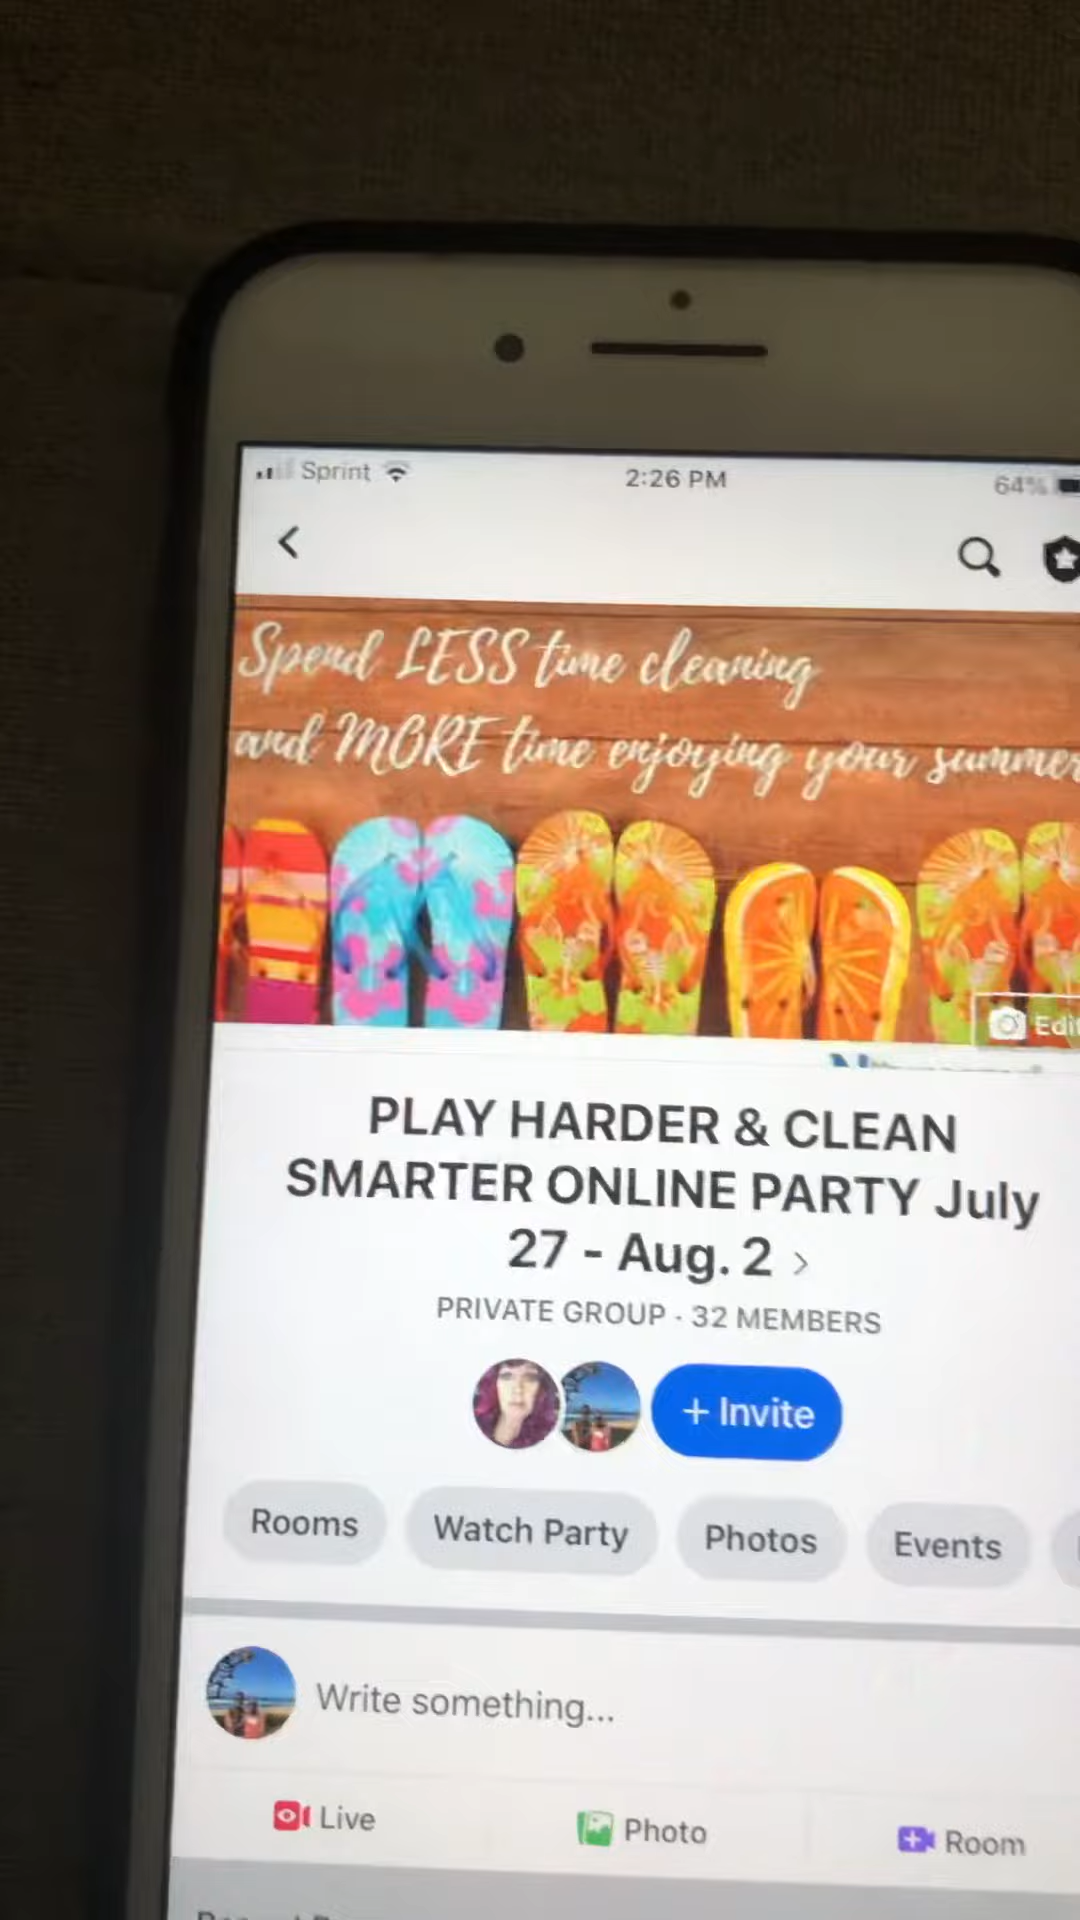 Sprint 2:26 PM 64%
Spend LESS time cleaning
and MORE time enjoying your summer
Edit
PLAY HARDER & CLEAN
SMARTER ONLINE PARTY July
27 - Aug. 2 >
PRIVATE GROUP · 32 MEMBERS
+ Invite
Rooms Watch Party Photos Events
Write something...
Live Photo Room